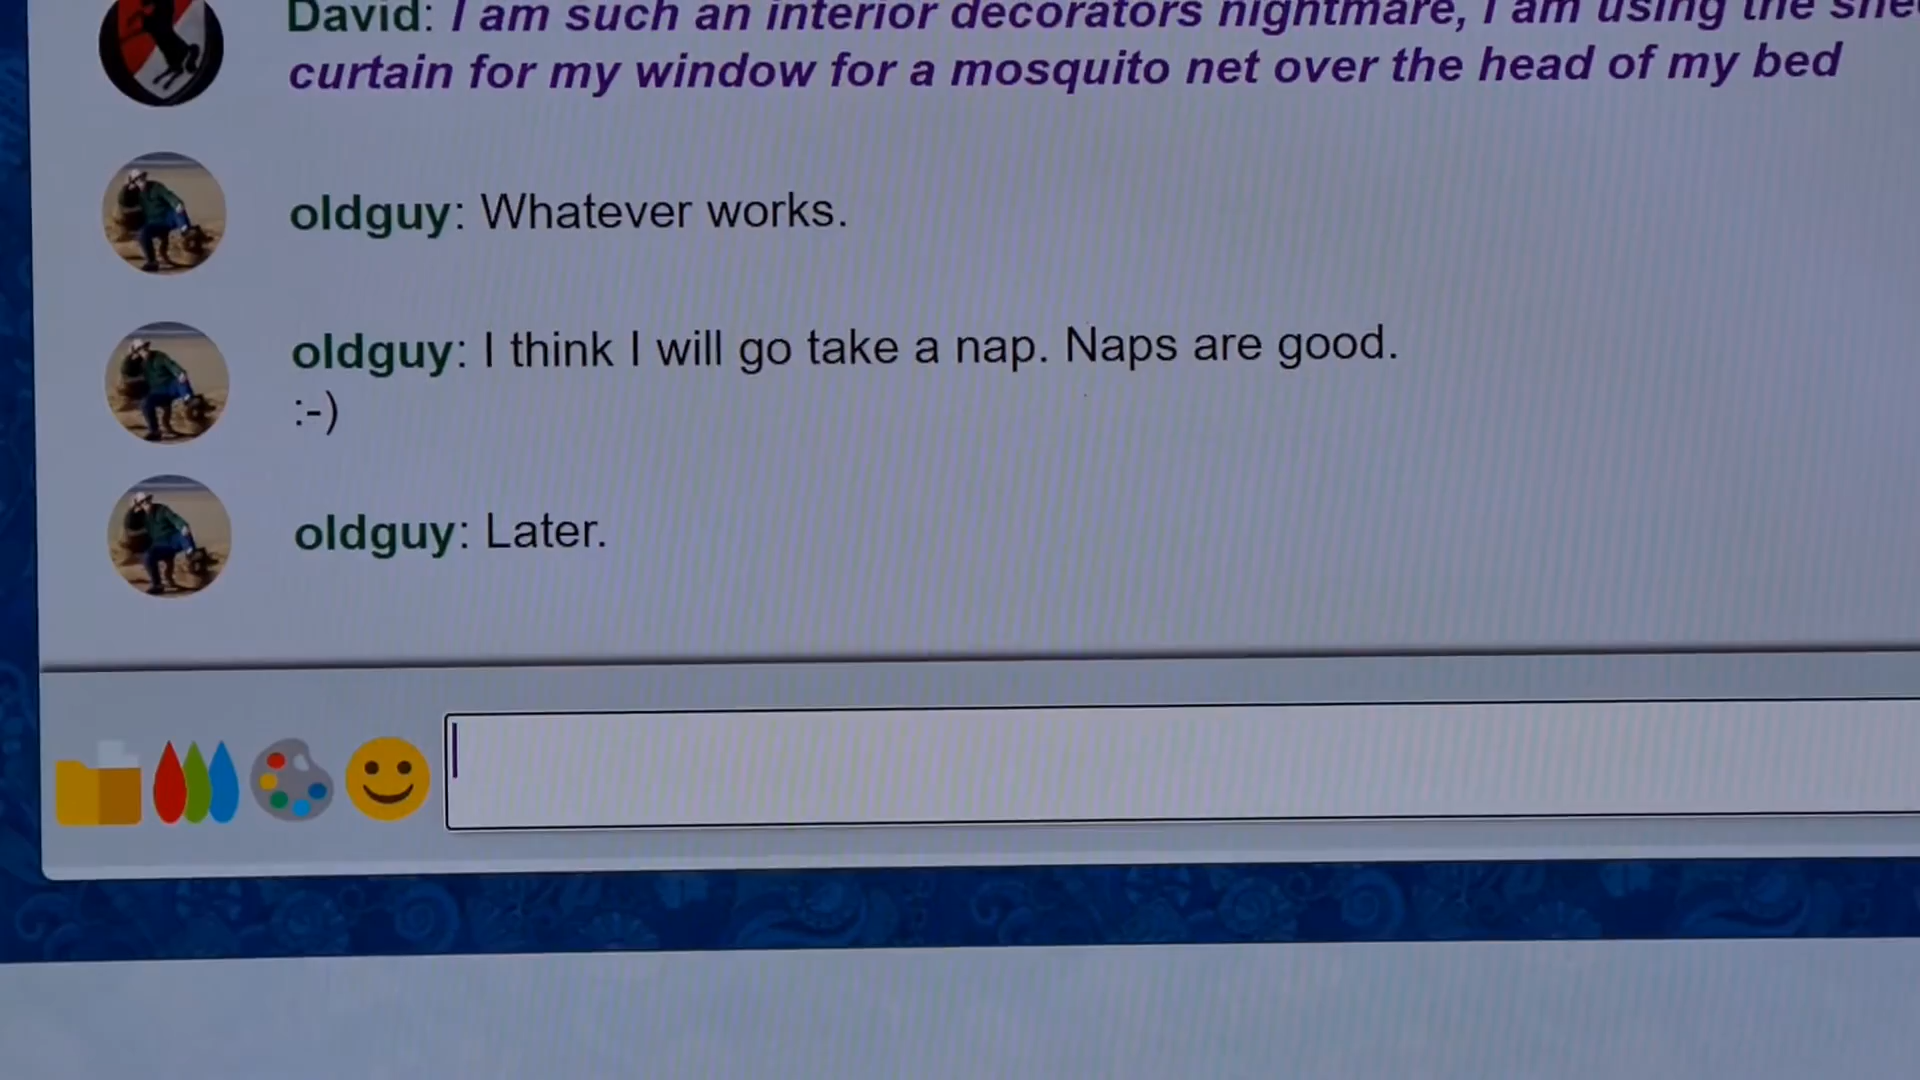 David: I am such an interior decorators nightmare, I am using the
curtain for my window for a mosquito net over the head of my bed
oldguy: Whatever works.
oldguy: I think I will go take a nap. Naps are good.
:-)
oldguy: Later.